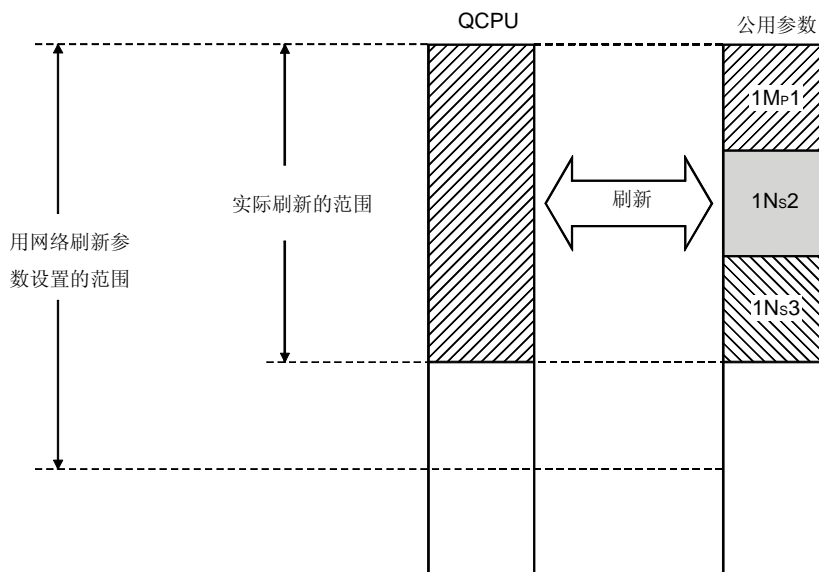 QCPU
公用参数
1MP1
实际刷新的范围
刷新
1NS2
用网络刷新参
数设置的范围
1NS3